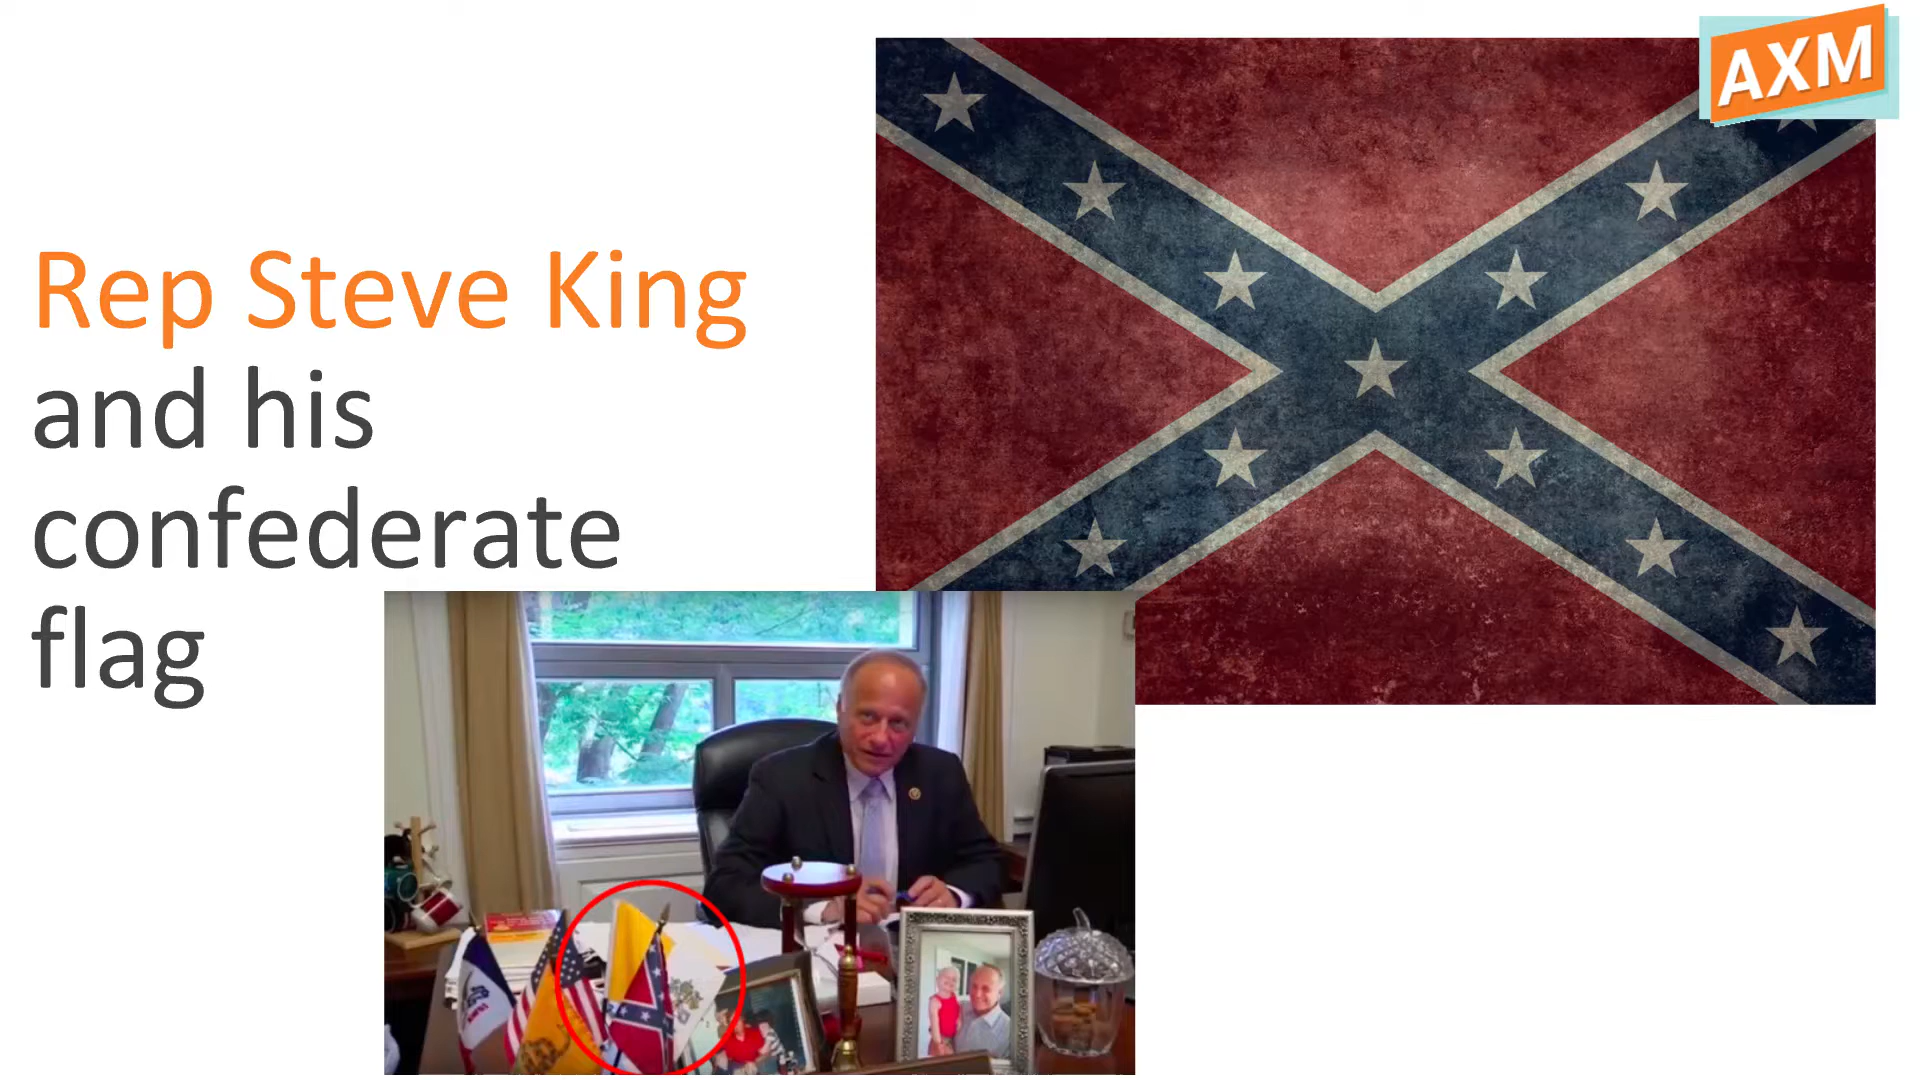 Rep Steve King
and his
confederate
flag
AXM